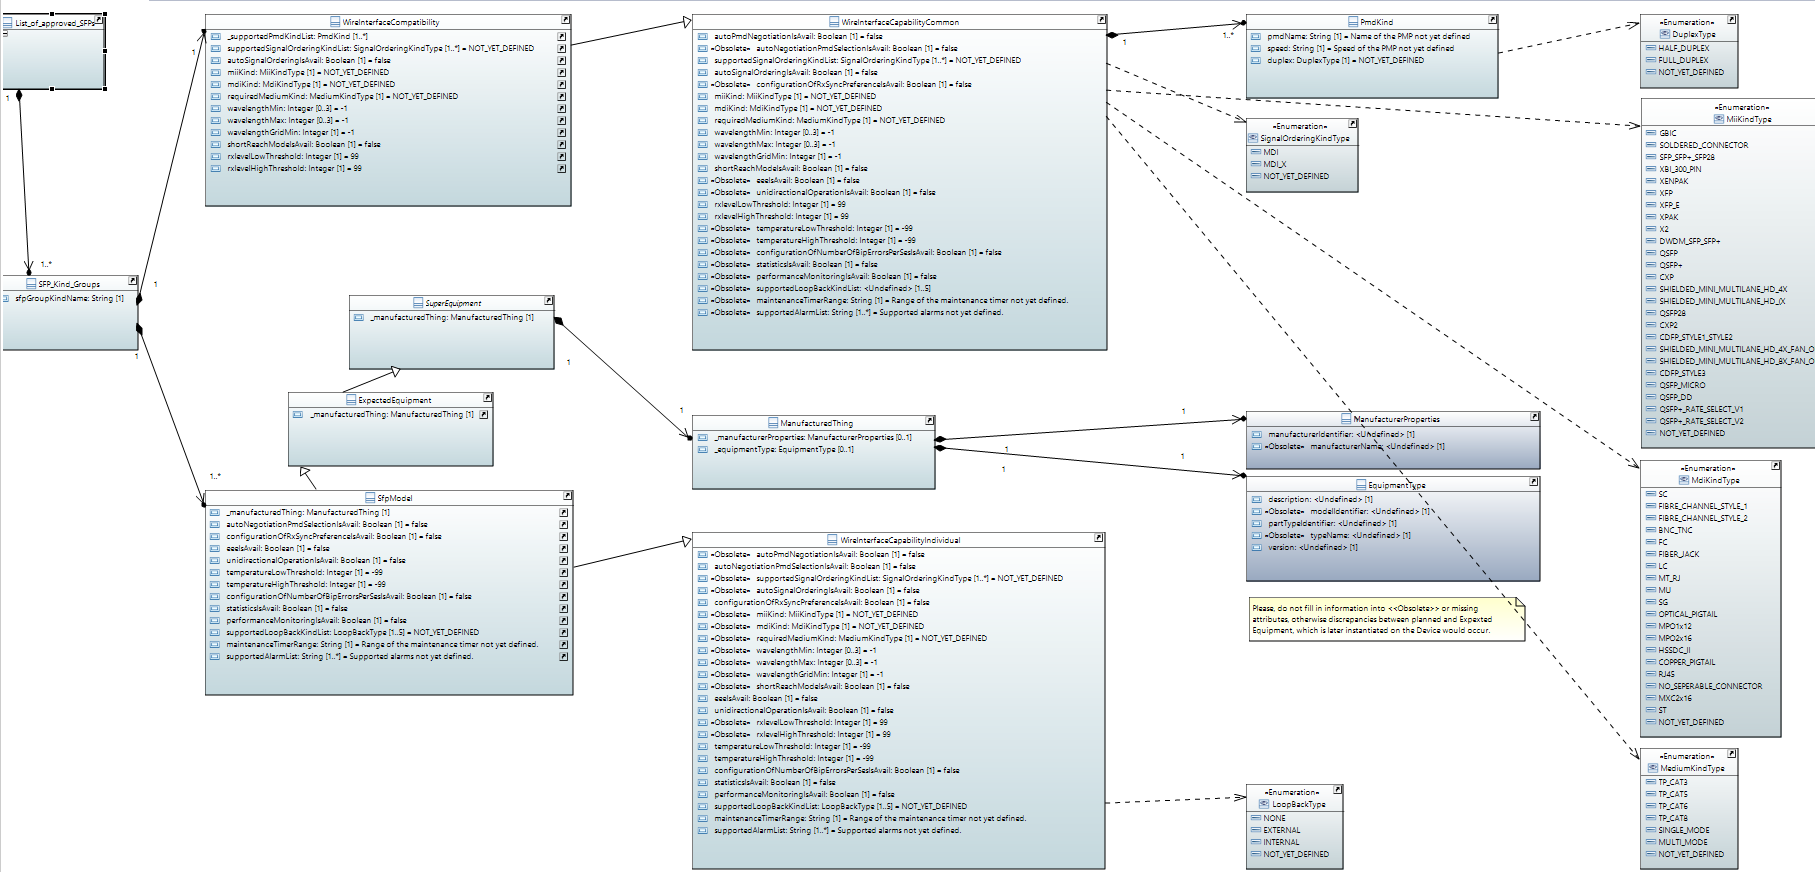 List_of_approved_SFPs
1
1..*
SFP_Kind_Groups
sfpGroupKindName: String [1]
1
1
1
1..*
WireInterfaceCompatibility
_supportedPmdKindList: PmdKind [1..*]
supportedSignalOrderingKindList: SignalOrderingKindType [1..*] = NOT_YET_DEFINED
autoSignalOrderingIsAvail: Boolean [1] = false
miiKind: MiiKindType [1] = NOT_YET_DEFINED
mdiKind: MdiKindType [1] = NOT_YET_DEFINED
requiredMediumKind: MediumKindType [1] = NOT_YET_DEFINED
wavelengthMin: Integer [0..3] = -1
wavelengthMax: Integer [0..3] = -1
wavelengthGridMin: Integer [1] = -1
shortReachModeIsAvail: Boolean [1] = false
rxlevelLowThreshold: Integer [1] = 99
rxlevelHighThreshold: Integer [1] = 99
SuperEquipment
_manufacturedThing: ManufacturedThing [1]
1
1
ExpectedEquipment
_manufacturedThing: ManufacturedThing [1]
SfpModel
_manufacturedThing: ManufacturedThing [1]
autoNegotiationPmdSelectionIsAvail: Boolean [1] = false
configurationOfRxSyncPreferenceIsAvail: Boolean [1] = false
eeeIsAvail: Boolean [1] = false
unidirectionalOperationIsAvail: Boolean [1] = false
temperatureLowThreshold: Integer [1] = -99
temperatureHighThreshold: Integer [1] = -99
configurationOfNumberOfBipErrorsPerSesIsAvail: Boolean [1] = false
statisticsIsAvail: Boolean [1] = false
performanceMonitoringIsAvail: Boolean [1] = false
supportedLoopBackKindList: LoopBackType [1..5] = NOT_YET_DEFINED
maintenanceTimerRange: String [1] = Range of the maintenance timer not yet defined.
supportedAlarmList: String [1..*] = Supported alarms not yet defined.
WireInterfaceCapabilityCommon
autoPmdNegotiationIsAvail: Boolean [1] = false
«Obsolete» autoNegotiationPmdSelectionIsAvail: Boolean [1] = false
supportedSignalOrderingKindList: SignalOrderingKindType [1..*] = NOT_YET_DEFINED
autoSignalOrderingIsAvail: Boolean [1] = false
«Obsolete» configurationOfRxSyncPreferenceIsAvail: Boolean [1] = false
miiKind: MiiKindType [1] = NOT_YET_DEFINED
mdiKind: MdiKindType [1] = NOT_YET_DEFINED
requiredMediumKind: MediumKindType [1] = NOT_YET_DEFINED
wavelengthMin: Integer [0..3] = -1
wavelengthMax: Integer [0..3] = -1
wavelengthGridMin: Integer [1] = -1
shortReachModeIsAvail: Boolean [1] = false
«Obsolete» eeeIsAvail: Boolean [1] = false
«Obsolete» unidirectionalOperationIsAvail: Boolean [1] = false
rxlevelLowThreshold: Integer [1] = 99
rxlevelHighThreshold: Integer [1] = 99
«Obsolete» temperatureLowThreshold: Integer [1] = -99
«Obsolete» temperatureHighThreshold: Integer [1] = -99
«Obsolete» configurationOfNumberOfBipErrorsPerSesIsAvail: Boolean [1] = false
«Obsolete» statisticsIsAvail: Boolean [1] = false
«Obsolete» performanceMonitoringIsAvail: Boolean [1] = false
«Obsolete» supportedLoopBackKindList: <Undefined> [1..5]
«Obsolete» maintenanceTimerRange: String [1] = Range of the maintenance timer not yet defined.
«Obsolete» supportedAlarmList: String [1..*] = Supported alarms not yet defined.
1
1..*
ManufacturedThing
_manufacturerProperties: ManufacturerProperties [0..1]
_equipmentType: EquipmentType [0..1]
1
1
1
1
WireInterfaceCapabilityIndividual
«Obsolete» autoPmdNegotiationIsAvail: Boolean [1] = false
autoNegotiationPmdSelectionIsAvail: Boolean [1] = false
«Obsolete» supportedSignalOrderingKindList: SignalOrderingKindType [1..*] = NOT_YET_DEFINED
«Obsolete» autoSignalOrderingIsAvail: Boolean [1] = false
configurationOfRxSyncPreferenceIsAvail: Boolean [1] = false
«Obsolete» miiKind: MiiKindType [1] = NOT_YET_DEFINED
«Obsolete» mdiKind: MdiKindType [1] = NOT_YET_DEFINED
«Obsolete» requiredMediumKind: MediumKindType [1] = NOT_YET_DEFINED
«Obsolete» wavelengthMin: Integer [0..3] = -1
«Obsolete» wavelengthMax: Integer [0..3] = -1
«Obsolete» wavelengthGridMin: Integer [1] = -1
«Obsolete» shortReachModeIsAvail: Boolean [1] = false
eeeIsAvail: Boolean [1] = false
unidirectionalOperationIsAvail: Boolean [1] = false
«Obsolete» rxlevelLowThreshold: Integer [1] = 99
«Obsolete» rxlevelHighThreshold: Integer [1] = 99
temperatureLowThreshold: Integer [1] = -99
temperatureHighThreshold: Integer [1] = -99
configurationOfNumberOfBipErrorsPerSesIsAvail: Boolean [1] = false
statisticsIsAvail: Boolean [1] = false
performanceMonitoringIsAvail: Boolean [1] = false
supportedLoopBackKindList: LoopBackType [1..5] = NOT_YET_DEFINED
maintenanceTimerRange: String [1] = Range of the maintenance timer not yet defined.
supportedAlarmList: String [1..*] = Supported alarms not yet defined.
PmdKind
pmdName: String [1] = Name of the PMP not yet defined
speed: String [1] = Speed of the PMP not yet defined
duplex: DuplexType [1] = NOT_YET_DEFINED
«Enumeration»
SignalOrderingKindType
MDI
MDI_X
NOT_YET_DEFINED
ManufacturerProperties
manufacturerIdentifier: <Undefined> [1]
«Obsolete» manufacturerName: <Undefined> [1]
EquipmentType
description: <Undefined> [1]
«Obsolete» modelIdentifier: <Undefined> [1]
partTypeIdentifier: <Undefined> [1]
«Obsolete» typeName: <Undefined> [1]
version: <Undefined> [1]
Please, do not fill in information into <<Obsolete>> or missing
attributes, otherwise discrepancies between planned and Expexted
Equipment, which is later instantiated on the Device would occur.
«Enumeration»
LoopBackType
NONE
EXTERNAL
INTERNAL
NOT_YET_DEFINED
«Enumeration»
DuplexType
HALF_DUPLEX
FULL_DUPLEX
NOT_YET_DEFINED
«Enumeration»
MiiKindType
GBIC
SOLDERED_CONNECTOR
SFP_SFP+_SFP28
XBI_300_PIN
XENPAK
XFP
XFP_E
XPAK
X2
DWDM_SFP_SFP+
QSFP
QSFP+
CXP
SHIELDED_MINI_MULTILANE_HD_4X
SHIELDED_MINI_MULTILANE_HD_8X
QSFP28
CXP2
CDFP_STYLE1_STYLE2
SHIELDED_MINI_MULTILANE_HD_4X_FAN_O
SHIELDED_MINI_MULTILANE_HD_8X_FAN_O
CDFP_STYLE3
QSFP_MICRO
QSFP_DD
QSFP+_RATE_SELECT_V1
QSFP+_RATE_SELECT_V2
NOT_YET_DEFINED
«Enumeration»
MdiKindType
SC
FIBRE_CHANNEL_STYLE_1
FIBRE_CHANNEL_STYLE_2
BNC_TNC
FC
FIBER_JACK
LC
MT_RJ
MU
SG
OPTICAL_PIGTAIL
MPO1x12
MPO2x16
HSSDC_II
COPPER_PIGTAIL
RJ45
NO_SEPERABLE_CONNECTOR
MXC2x16
ST
NOT_YET_DEFINED
«Enumeration»
MediumKindType
TP_CAT3
TP_CAT5
TP_CAT6
TP_CAT8
SINGLE_MODE
MULTI_MODE
NOT_YET_DEFINED